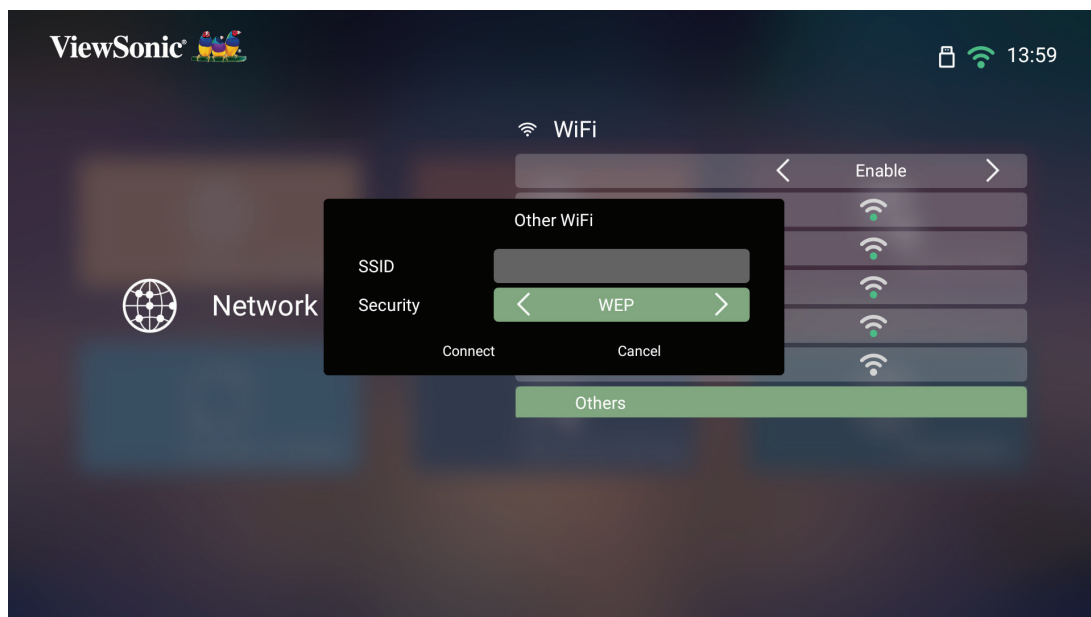 ViewSonic®
13:59
WiFi
Enable
Other WiFi
SSID
Network
Security
WEP
Connect
Cancel
Others